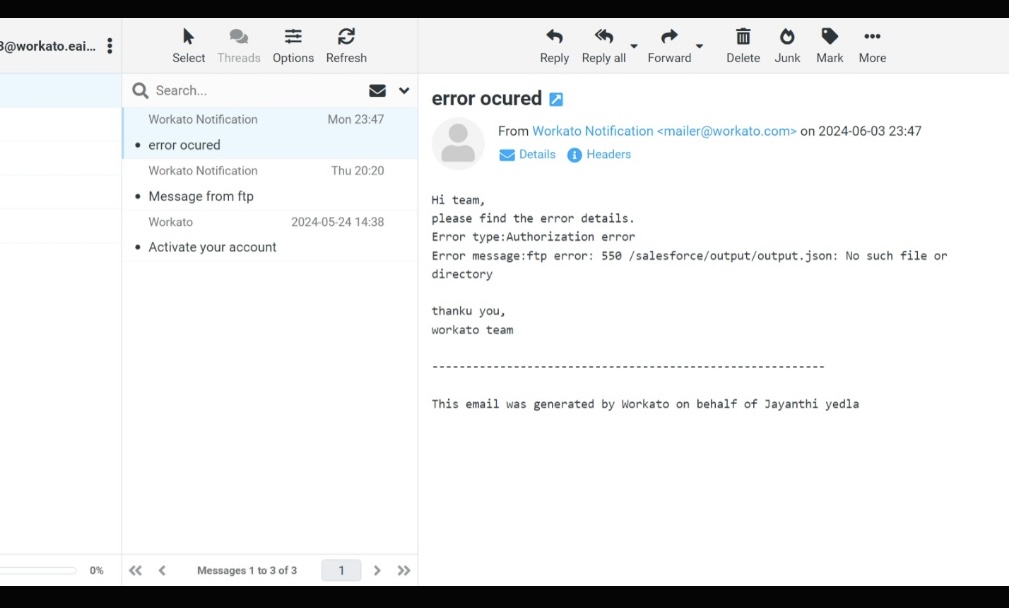 3@workato.eai...
Select Threads Options Refresh
Reply Reply all Forward Delete Junk Mark More
Search...
Workato Notification Mon 23:47
error ocured
Workato Notification Thu 20:20
Message from ftp
Workato 2024-05-24 14:38
Activate your account
error ocured
From Workato Notification <mailer@workato.com> on 2024-06-03 23:47
Details Headers
Hi team,
please find the error details.
Error type:Authorization error
Error message:ftp error: 550 /salesforce/output/output.json: No such file or
directory
thanku you,
workato team
----------------------------------------------------------
This email was generated by Workato on behalf of Jayanthi yedla
0%
Messages 1 to 3 of 3
1